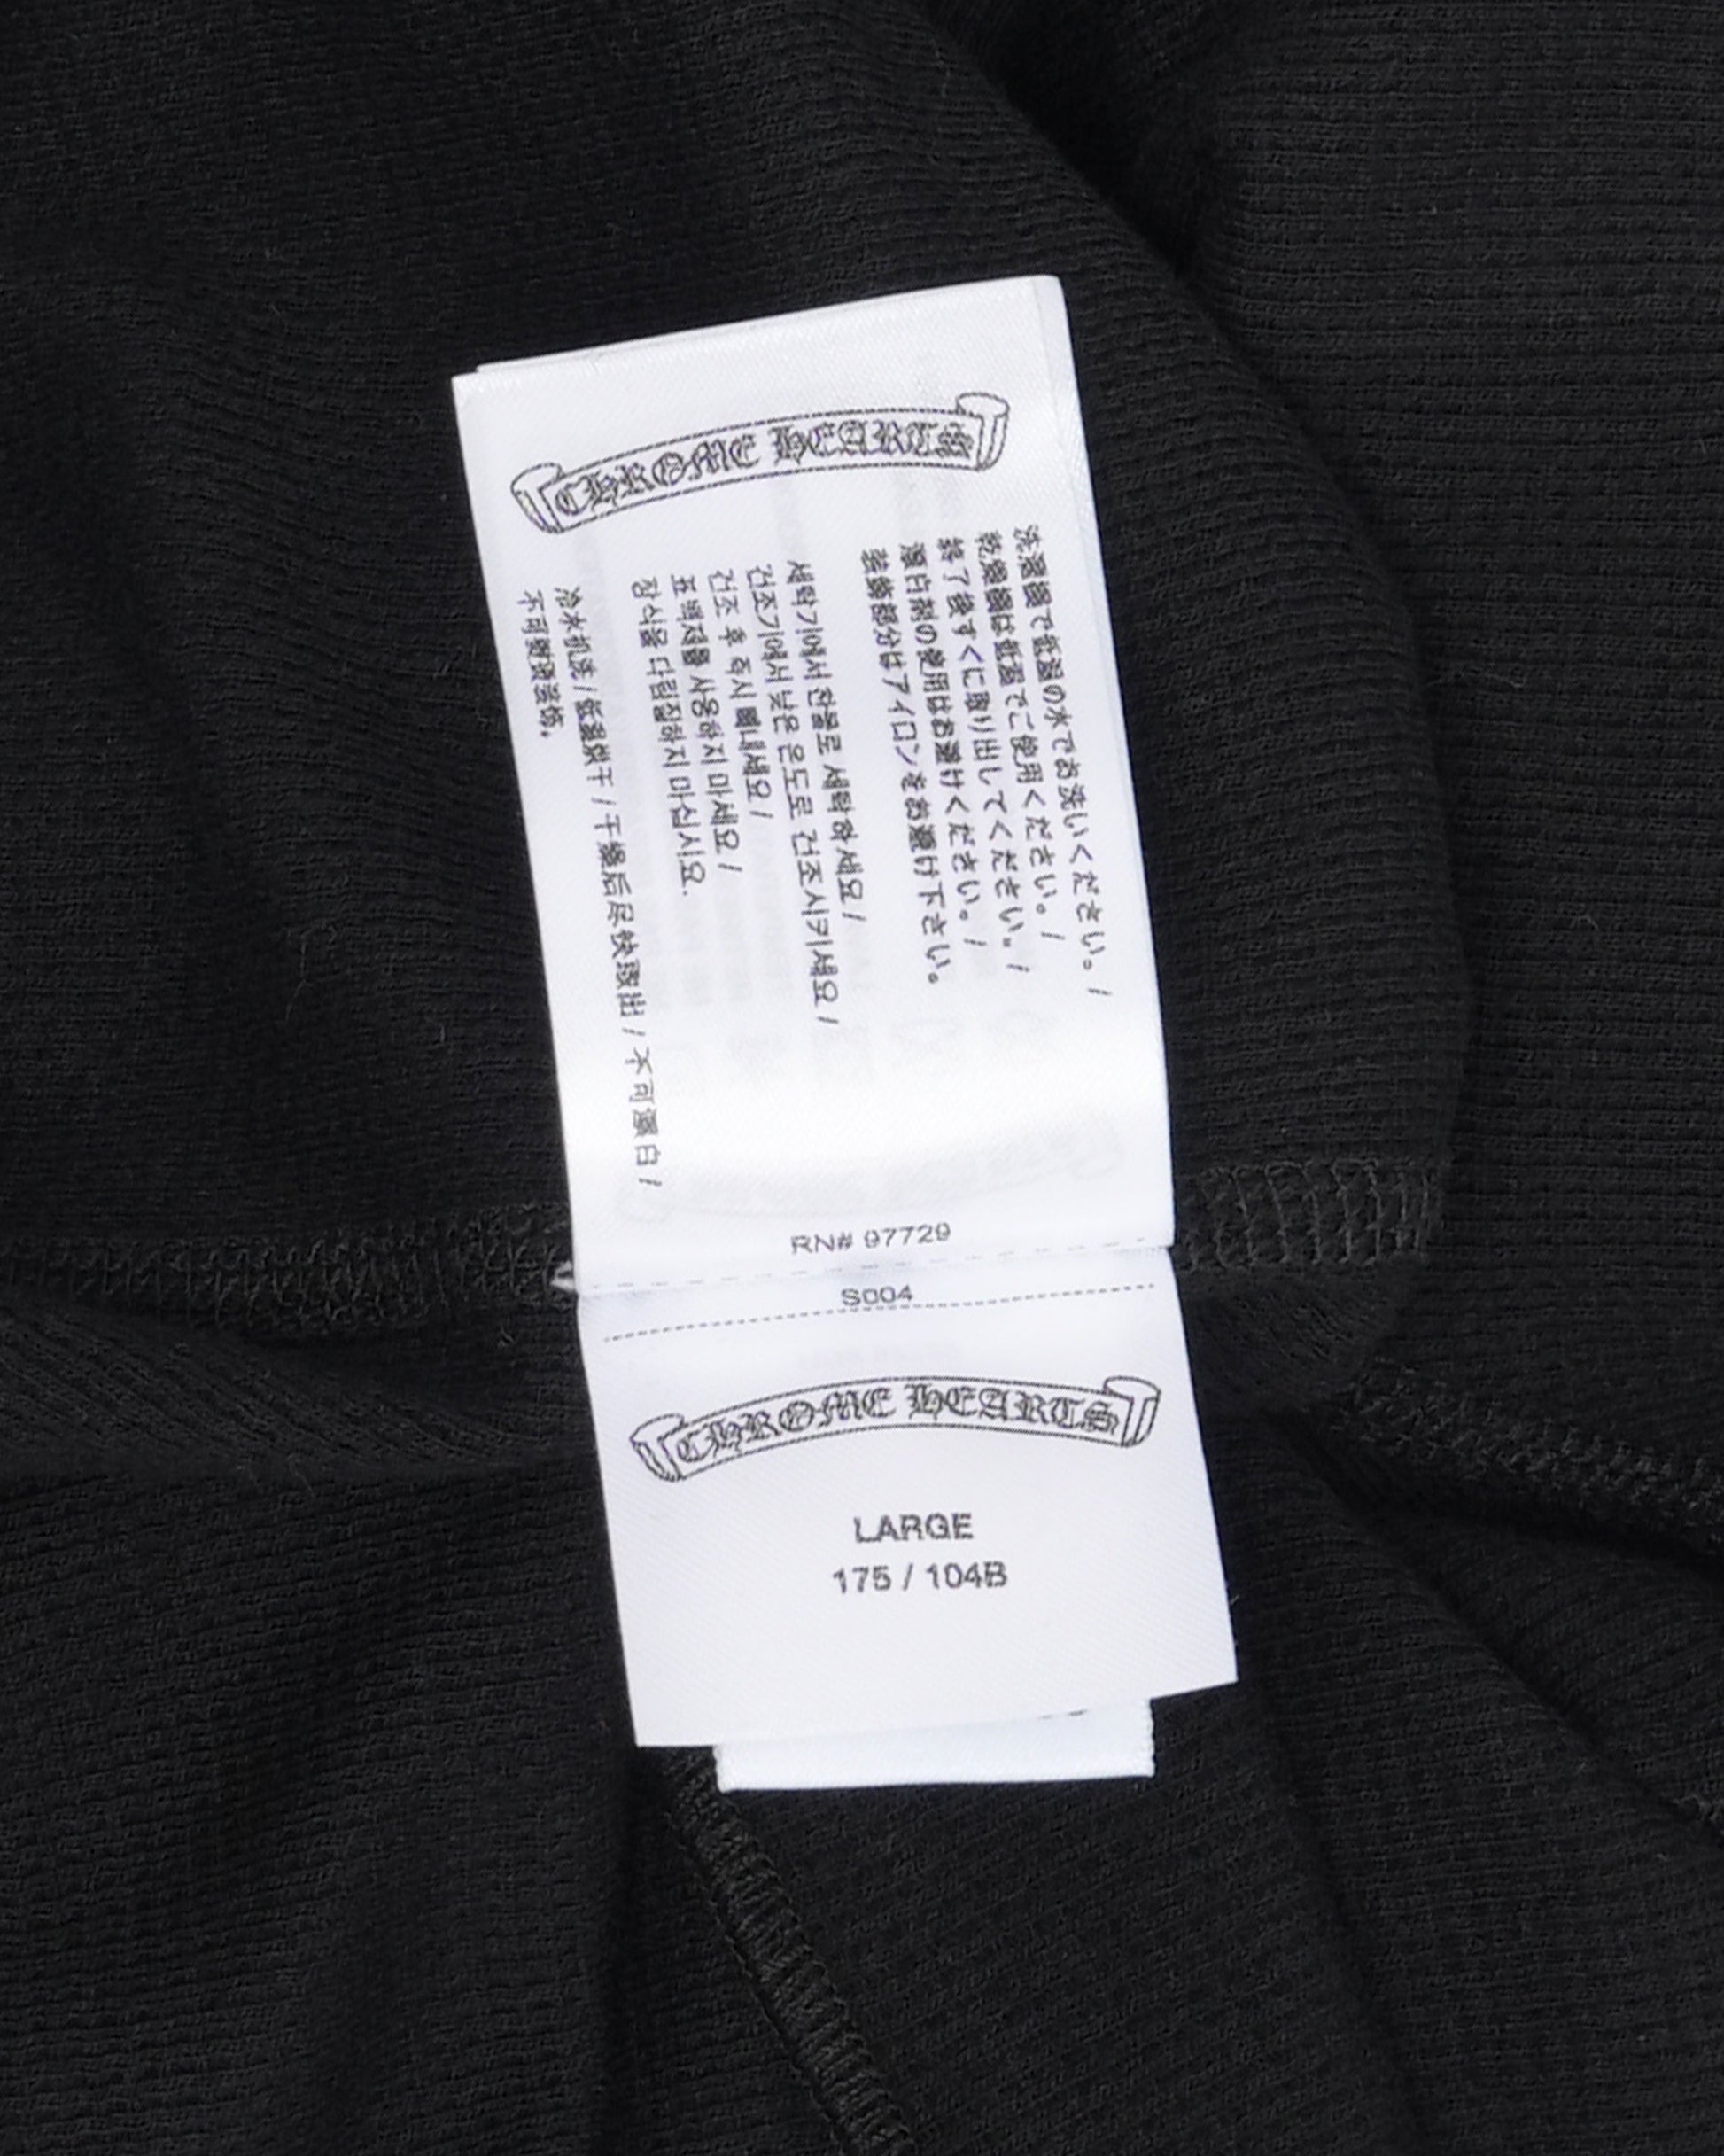 CHROME HEARTS
洗濯機で低温の水でお洗いください。/
乾燥機は低温でご使用ください。/
終了後すぐに取り出してください。/
漂白剤の使用はお避けください。/
装飾部分はアイロンをお避け下さい。
세탁기에서 찬물로 세탁하세요 /
건조기에서 낮은 온도로 건조시키세요 /
건조 후 즉시 빼내세요 /
표백제를 사용하지 마세요 /
장식을 다림질하지 마십시요.
冷水机洗 / 低温烘干 / 干燥后尽快取出 / 不可漂白 /
不可熨烫装饰。
RN# 97729
S004
CHROME HEARTS
LARGE
175 / 104B